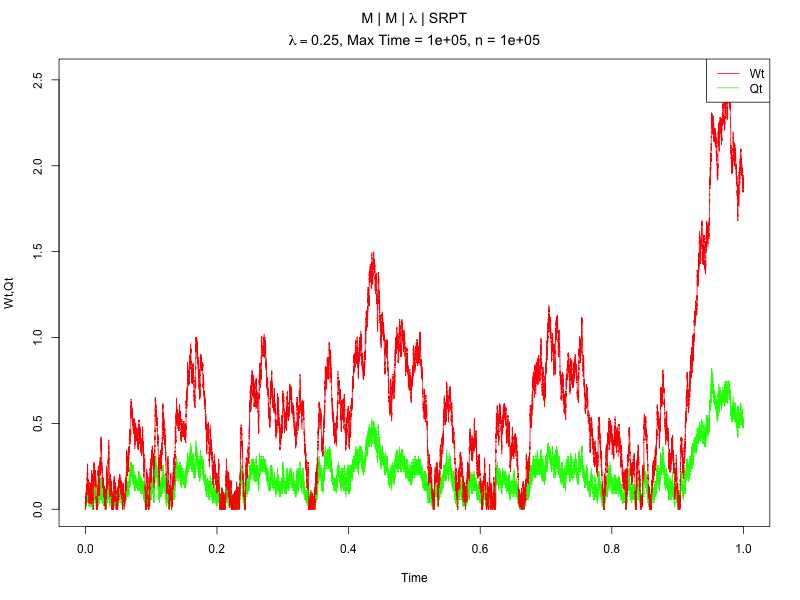 M | M | λ | SRPT
λ = 0.25, Max Time = 1e+05, n = 1e+05
Wt
Qt
Wt,Qt
2.5
2.0
1.5
1.0
0.5
0.0
0.0 0.2 0.4 0.6 0.8 1.0
Time